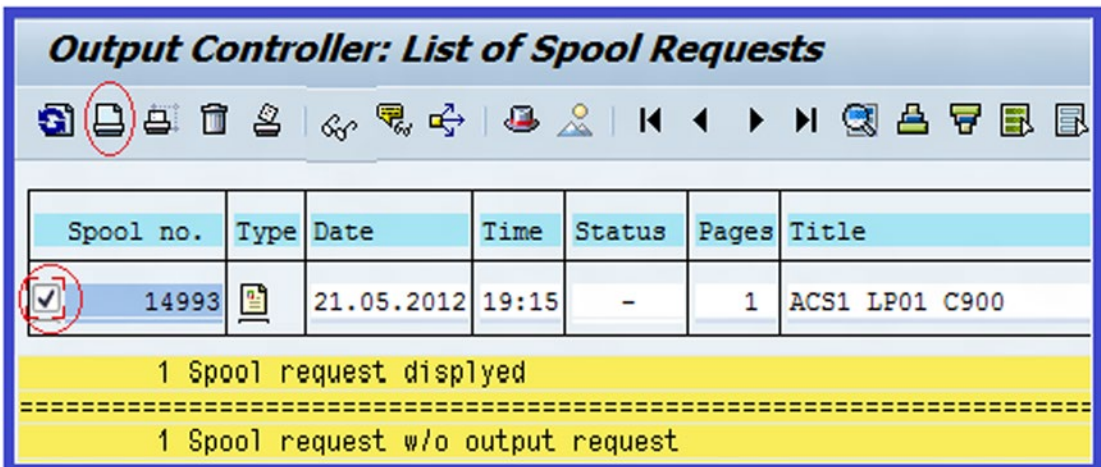 Output Controller: List of Spool Requests
Spool no. Type Date Time Status Pages Title
14993 21.05.2012 19:15 - 1 ACS1 LP01 C900
1 Spool request displyed
1 Spool request w/o output request